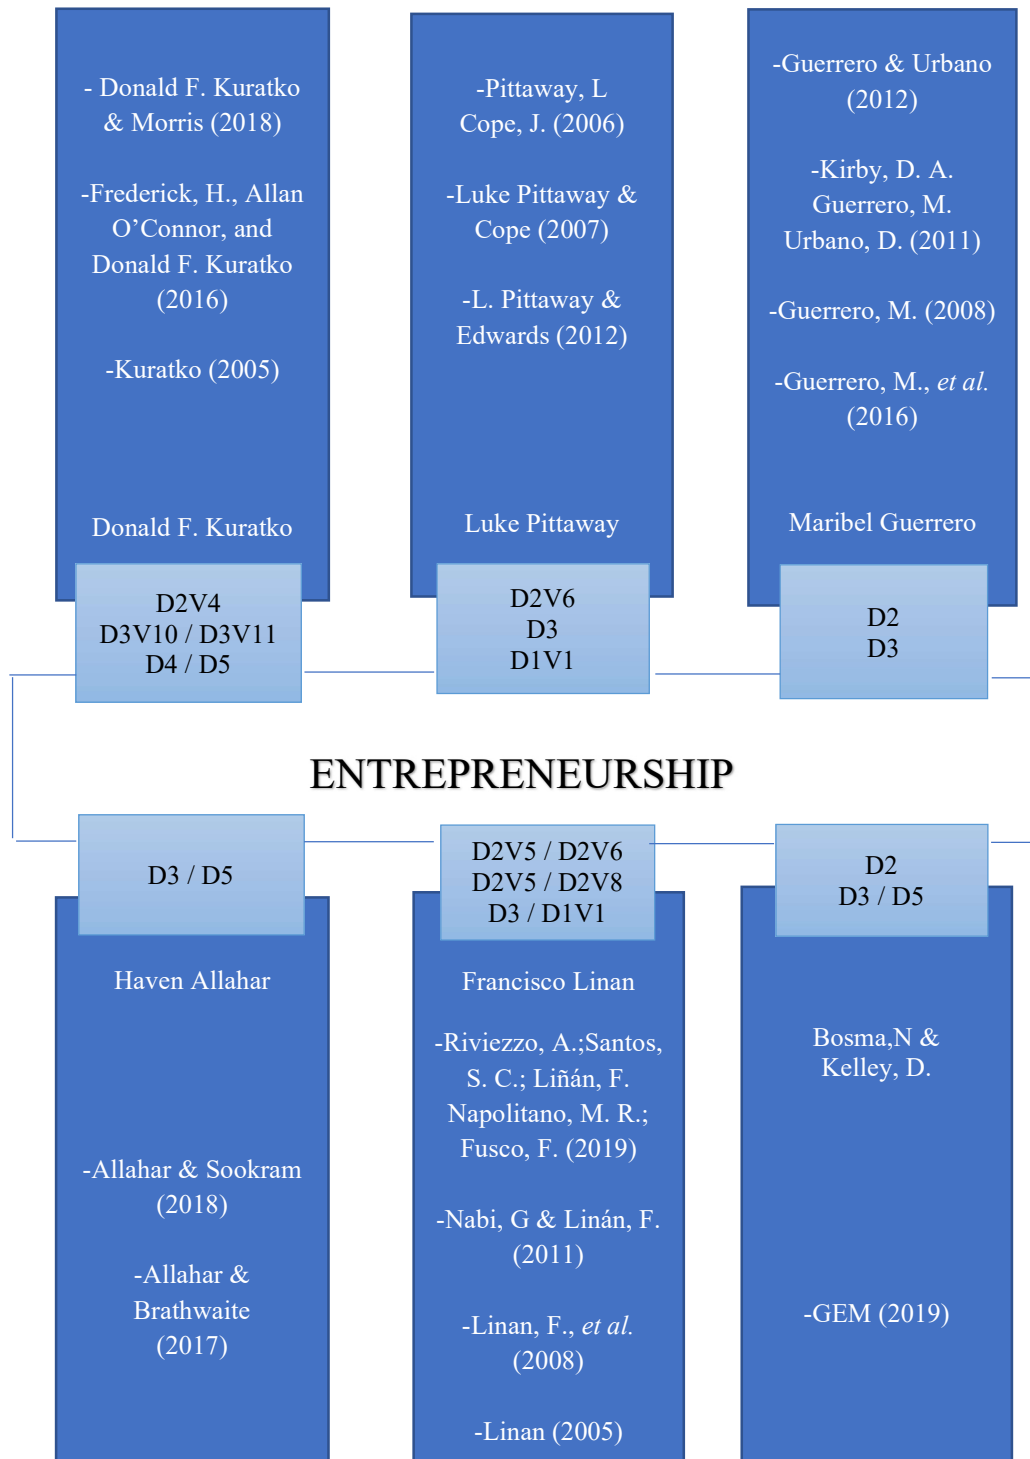 - Donald F. Kuratko
& Morris (2018)
-Frederick, H., Allan
O’Connor, and
Donald F. Kuratko
(2016)
-Kuratko (2005)
Donald F. Kuratko
D2V4
D3V10 / D3V11
D4 / D5
-Pittaway, L
Cope, J. (2006)
-Luke Pittaway &
Cope (2007)
-L. Pittaway &
Edwards (2012)
Luke Pittaway
D2V6
D3
D1V1
-Guerrero & Urbano
(2012)
-Kirby, D. A.
Guerrero, M.
Urbano, D. (2011)
-Guerrero, M. (2008)
-Guerrero, M., et al.
(2016)
Maribel Guerrero
D2
D3
ENTREPRENEURSHIP
D3 / D5
Haven Allahar
-Allahar & Sookram
(2018)
-Allahar &
Brathwaite
(2017)
D2V5 / D2V6
D2V5 / D2V8
D3 / D1V1
Francisco Linan
-Riviezzo, A.;Santos,
S. C.; Liñán, F.
Napolitano, M. R.;
Fusco, F. (2019)
-Nabi, G & Linán, F.
(2011)
-Linan, F., et al.
(2008)
-Linan (2005)
D2
D3 / D5
Bosma,N &
Kelley, D.
-GEM (2019)